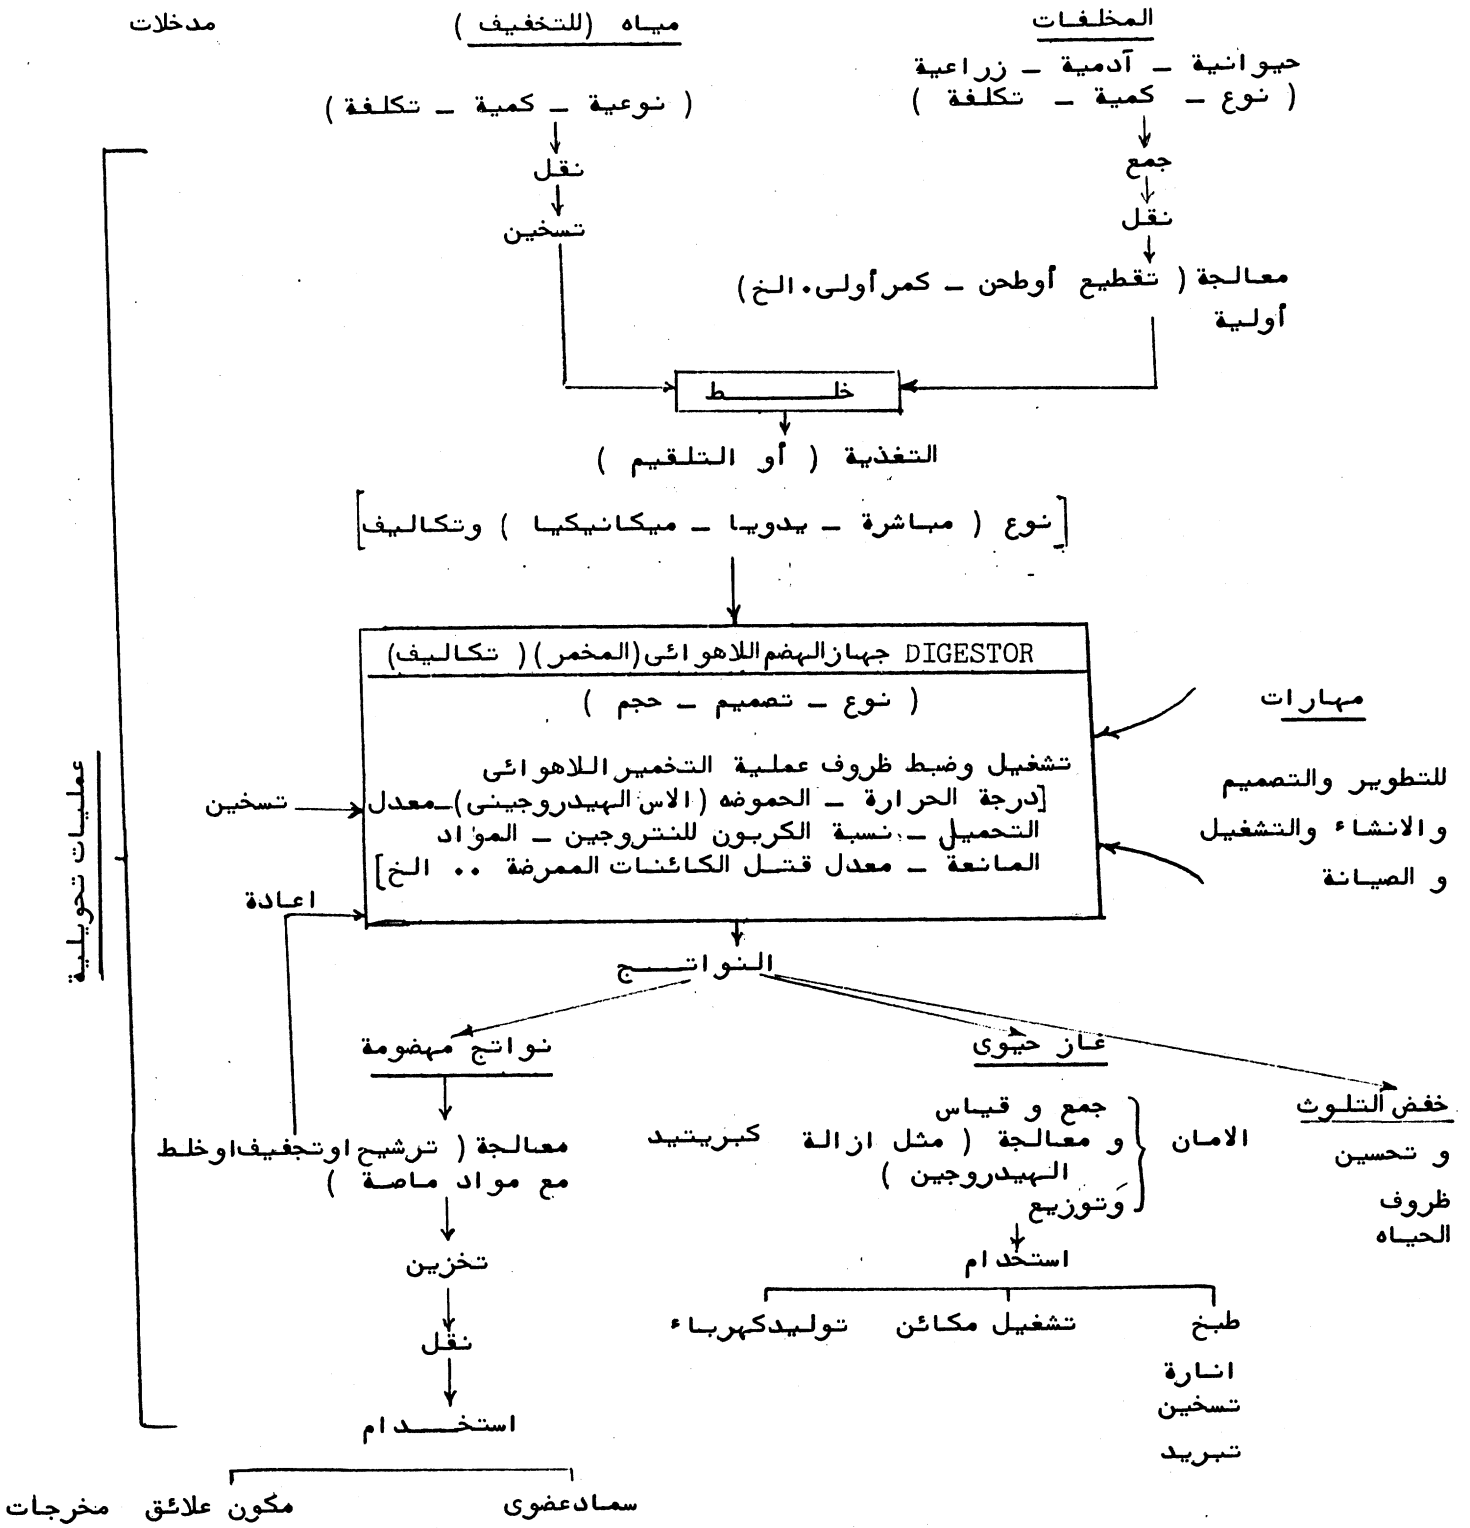 المخلفات
حيوانية - آدمية - زراعية
( نوع - كمية - تكلفة )
جمع
نقل
معالجة ( تقطيع أوطحن - كمرأولى.الخ)
أولية
مياه (للتخفيف )
( نوعية - كمية - تكلفة )
نقل
تسخين
مدخلات
خلــــط
التغذية ( أو التلقيم )
[نوع ( مباشرة - يدويا - ميكانيكيا ) وتكاليف]
DIGESTOR جهازالهضم اللاهوائى(المخمر)( تكاليف)
( نوع - تصميم - حجم )
تشغيل وضبط ظروف عملية التخمير اللاهوائى
[درجة الحرارة - الحموضه (الاس الهيدروجينى)-معدل
التحميل - نسبة الكربون للنتروجين - المواد
المانعة - معدل قتل الكائنات الممرضة .. الخ]
مهارات
للتطوير والتصميم
والانشاء والتشغيل
و الصيانة
تسخين
اعادة
عمليات تحويلية
النواتــج
خفض التلوث
و تحسين
ظروف
الحياه
غاز حيوى
الامان
جمع و قياس
و معالجة ( مثل ازالة كبريتيد
الهيدروجين )
وتوزيع
استخدام
طبخ
انارة
تسخين
تبريد
تشغيل مكائن
توليدكهرباء
نواتج مهضومة
معالجة ( ترشيح اوتجفيف اوخلط
مع مواد ماصة )
تخزين
نقل
استخــدام
سمادعضوى
مكون علائق
مخرجات